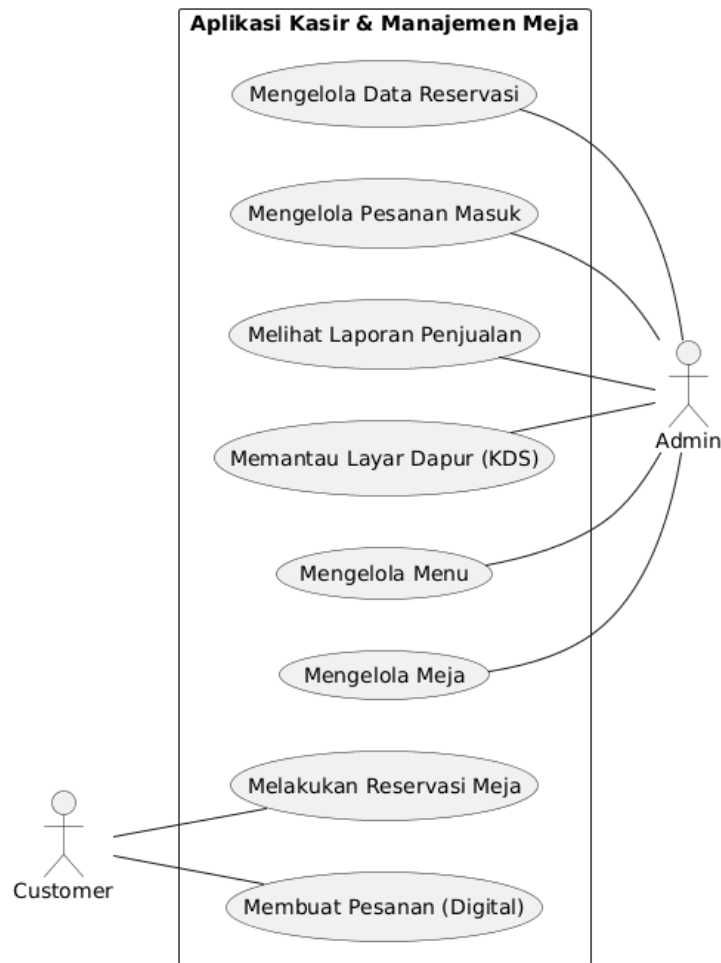 Aplikasi Kasir & Manajemen Meja
Mengelola Data Reservasi
Mengelola Pesanan Masuk
Melihat Laporan Penjualan
Memantau Layar Dapur (KDS)
Admin
Mengelola Menu
Mengelola Meja
Melakukan Reservasi Meja
Customer
Membuat Pesanan (Digital)